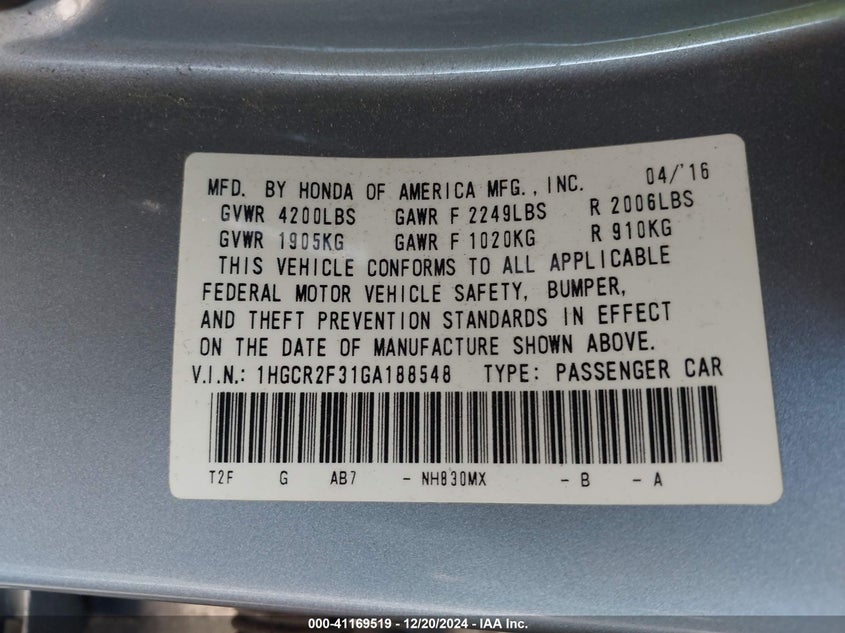 MFD. BY HONDA OF AMERICA MFG., INC. 04/'16
GVWR 4200LBS GAWR F 2249LBS R 2006LBS
GVWR 1905KG GAWR F 1020KG R 910KG
THIS VEHICLE CONFORMS TO ALL APPLICABLE
FEDERAL MOTOR VEHICLE SAFETY, BUMPER,
AND THEFT PREVENTION STANDARDS IN EFFECT
ON THE DATE OF MANUFACTURE SHOWN ABOVE.
V.I.N.: 1HGCR2F31GA188548 TYPE: PASSENGER CAR
T2F G AB7 - NH830MX - B - A
000-41169519 - 12/20/2024 - IAA Inc.